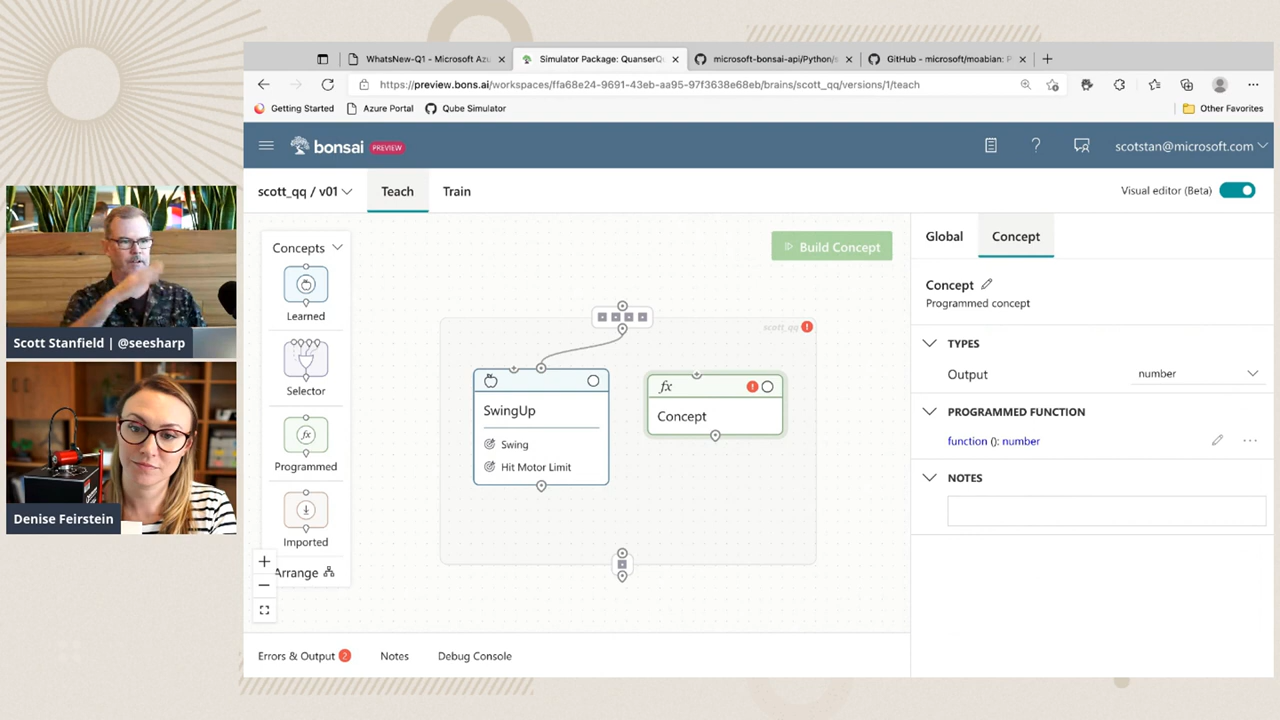 WhatsNew-Q1 - Microsoft Az
Simulator Package: QuanserQ
microsoft-bonsai-api/Python/s
GitHub - microsoft/moabian: P
https://preview.bons.ai/workspaces/ffa68e24-9691-43eb-aa95-97f3638e68eb/brains/scott_qq/versions/1/teach
Getting Started
Azure Portal
Qube Simulator
Other Favorites
bonsai PREVIEW
scotstan@microsoft.com
scott_qq / v01
Teach
Train
Visual editor (Beta)
Concepts
Learned
Selector
Programmed
Imported
Arrange
Build Concept
scott_qq
SwingUp
Swing
Hit Motor Limit
fx
Concept
Global
Concept
Concept
Programmed concept
TYPES
Output
number
PROGRAMMED FUNCTION
function (): number
NOTES
Errors & Output 2
Notes
Debug Console
Scott Stanfield | @seesharp
Denise Feirstein